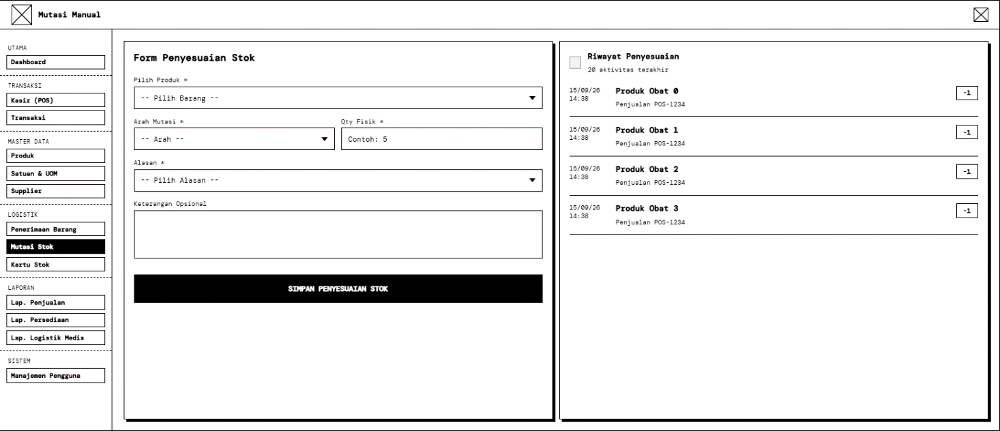 Mutasi Manual
UTAMA
Dashboard
TRANSAKSI
Kasir (POS)
Transaksi
MASTER DATA
Produk
Satuan & UOM
Supplier
LOGISTIK
Penerimaan Barang
Mutasi Stok
Kartu Stok
LAPORAN
Lap. Penjualan
Lap. Persediaan
Lap. Logistik Medis
SISTEM
Manajemen Pengguna
Form Penyesuaian Stok
Pilih Produk *
-- Pilih Barang --
Arah Mutasi *
Qty Fisik *
-- Arah --
Contoh: 5
Alasan *
-- Pilih Alasan --
Keterangan Opsional
SIMPAN PENYESUAIAN STOK
Riwayat Penyesuaian
20 aktivitas terakhir
15/09/26
14:38
Produk Obat 0
Penjualan POS-1234
-1
15/09/26
14:38
Produk Obat 1
Penjualan POS-1234
-1
15/09/26
14:38
Produk Obat 2
Penjualan POS-1234
-1
15/09/26
14:38
Produk Obat 3
Penjualan POS-1234
-1